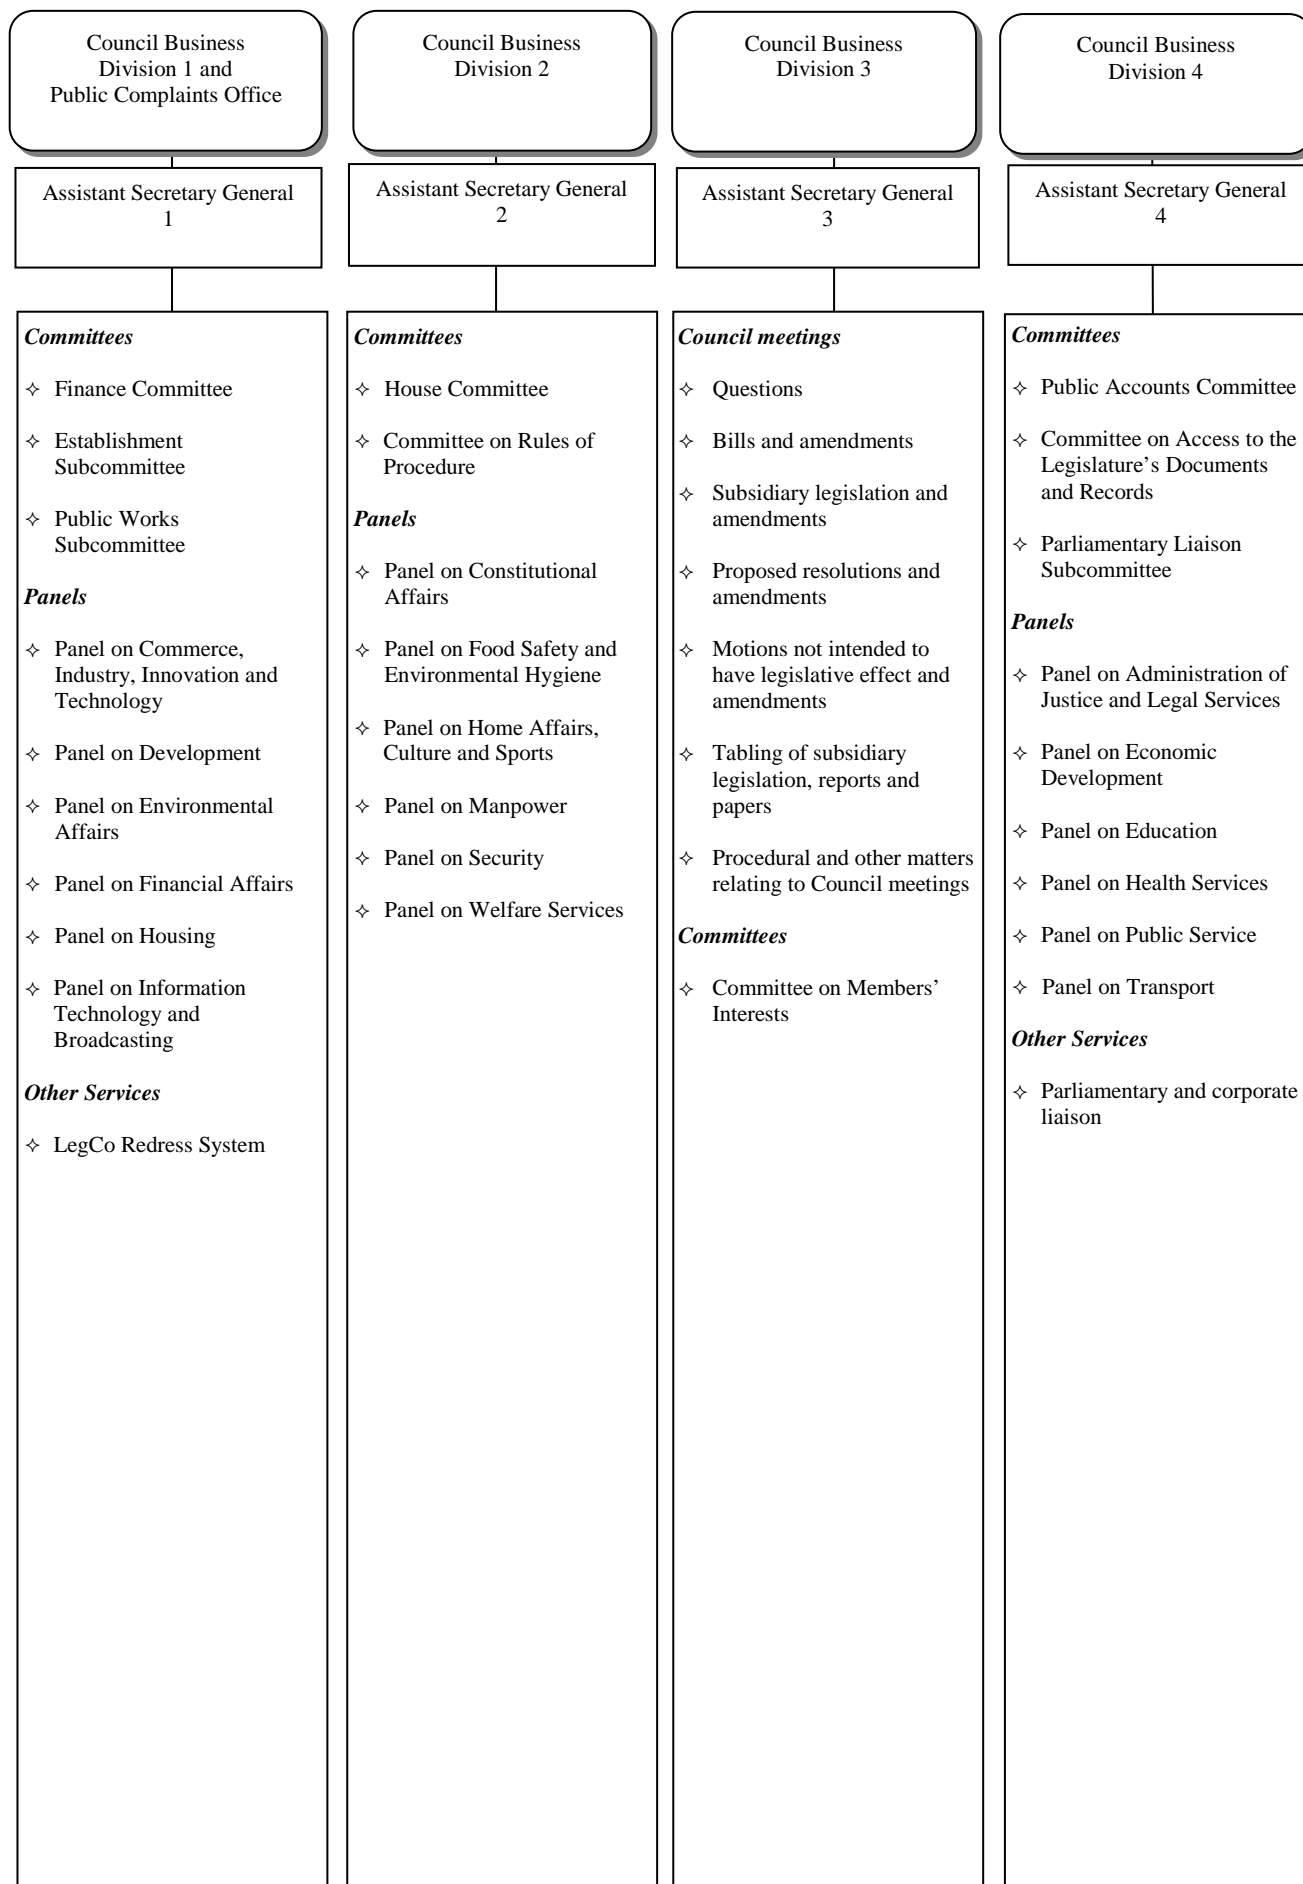 Council Business
Division 1 and
Public Complaints Office
Assistant Secretary General
1
Committees
✧ Finance Committee
✧ Establishment
Subcommittee
✧ Public Works
Subcommittee
Panels
✧ Panel on Commerce,
Industry, Innovation and
Technology
✧ Panel on Development
✧ Panel on Environmental
Affairs
✧ Panel on Financial Affairs
✧ Panel on Housing
✧ Panel on Information
Technology and
Broadcasting
Other Services
✧ LegCo Redress System
Council Business
Division 2
Assistant Secretary General
2
Committees
✧ House Committee
✧ Committee on Rules of
Procedure
Panels
✧ Panel on Constitutional
Affairs
✧ Panel on Food Safety and
Environmental Hygiene
✧ Panel on Home Affairs,
Culture and Sports
✧ Panel on Manpower
✧ Panel on Security
✧ Panel on Welfare Services
Council Business
Division 3
Assistant Secretary General
3
Council meetings
✧ Questions
✧ Bills and amendments
✧ Subsidiary legislation and
amendments
✧ Proposed resolutions and
amendments
✧ Motions not intended to
have legislative effect and
amendments
✧ Tabling of subsidiary
legislation, reports and
papers
✧ Procedural and other matters
relating to Council meetings
Committees
✧ Committee on Members’
Interests
Council Business
Division 4
Assistant Secretary General
4
Committees
✧ Public Accounts Committee
✧ Committee on Access to the
Legislature’s Documents
and Records
✧ Parliamentary Liaison
Subcommittee
Panels
✧ Panel on Administration of
Justice and Legal Services
✧ Panel on Economic
Development
✧ Panel on Education
✧ Panel on Health Services
✧ Panel on Public Service
✧ Panel on Transport
Other Services
✧ Parliamentary and corporate
liaison